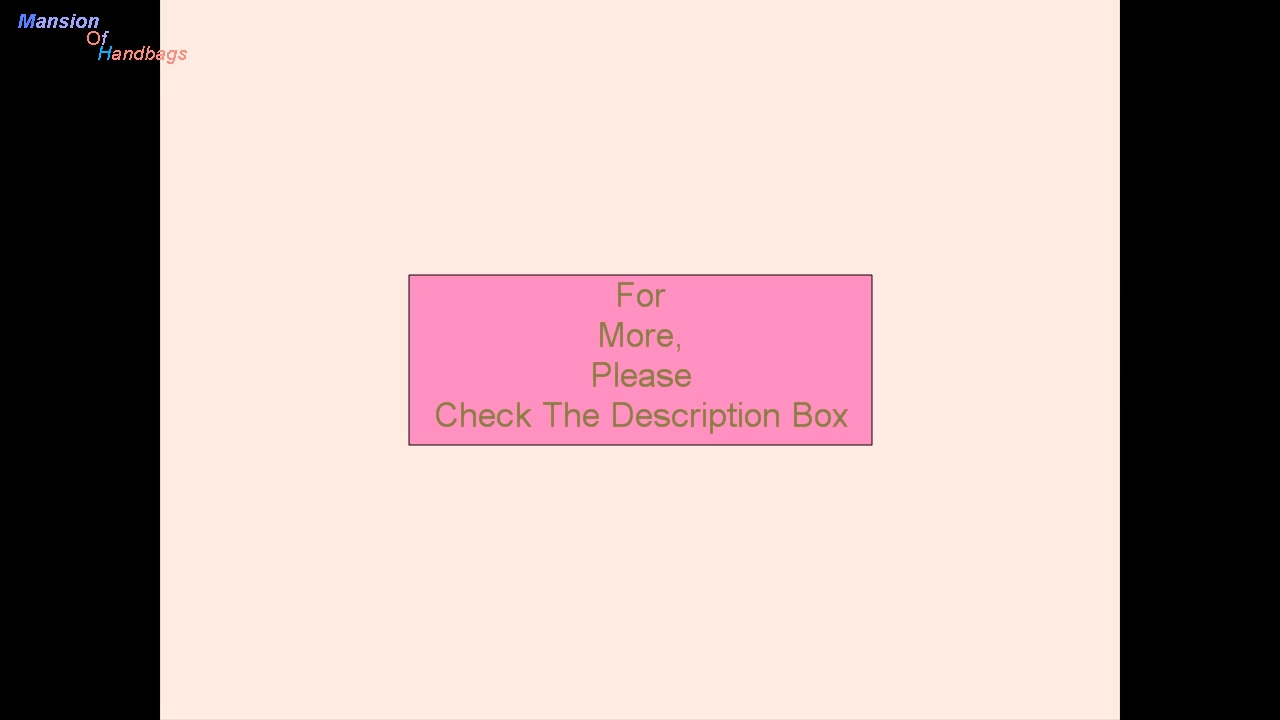 Mansion
Of
Handbags
For
More,
Please
Check The Description Box